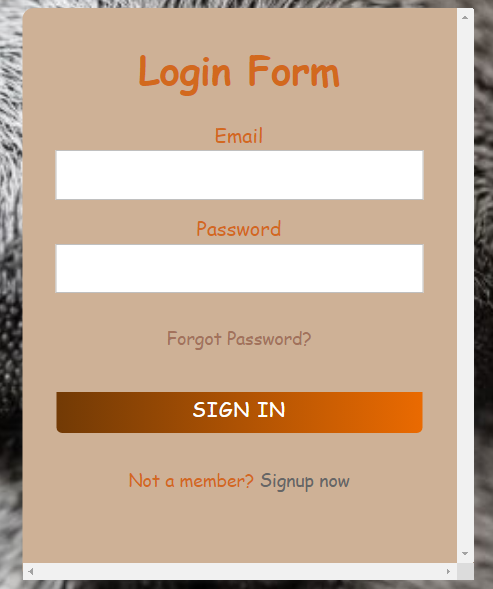 Login Form
Email
Password
Forgot Password?
SIGN IN
Not a member? Signup now